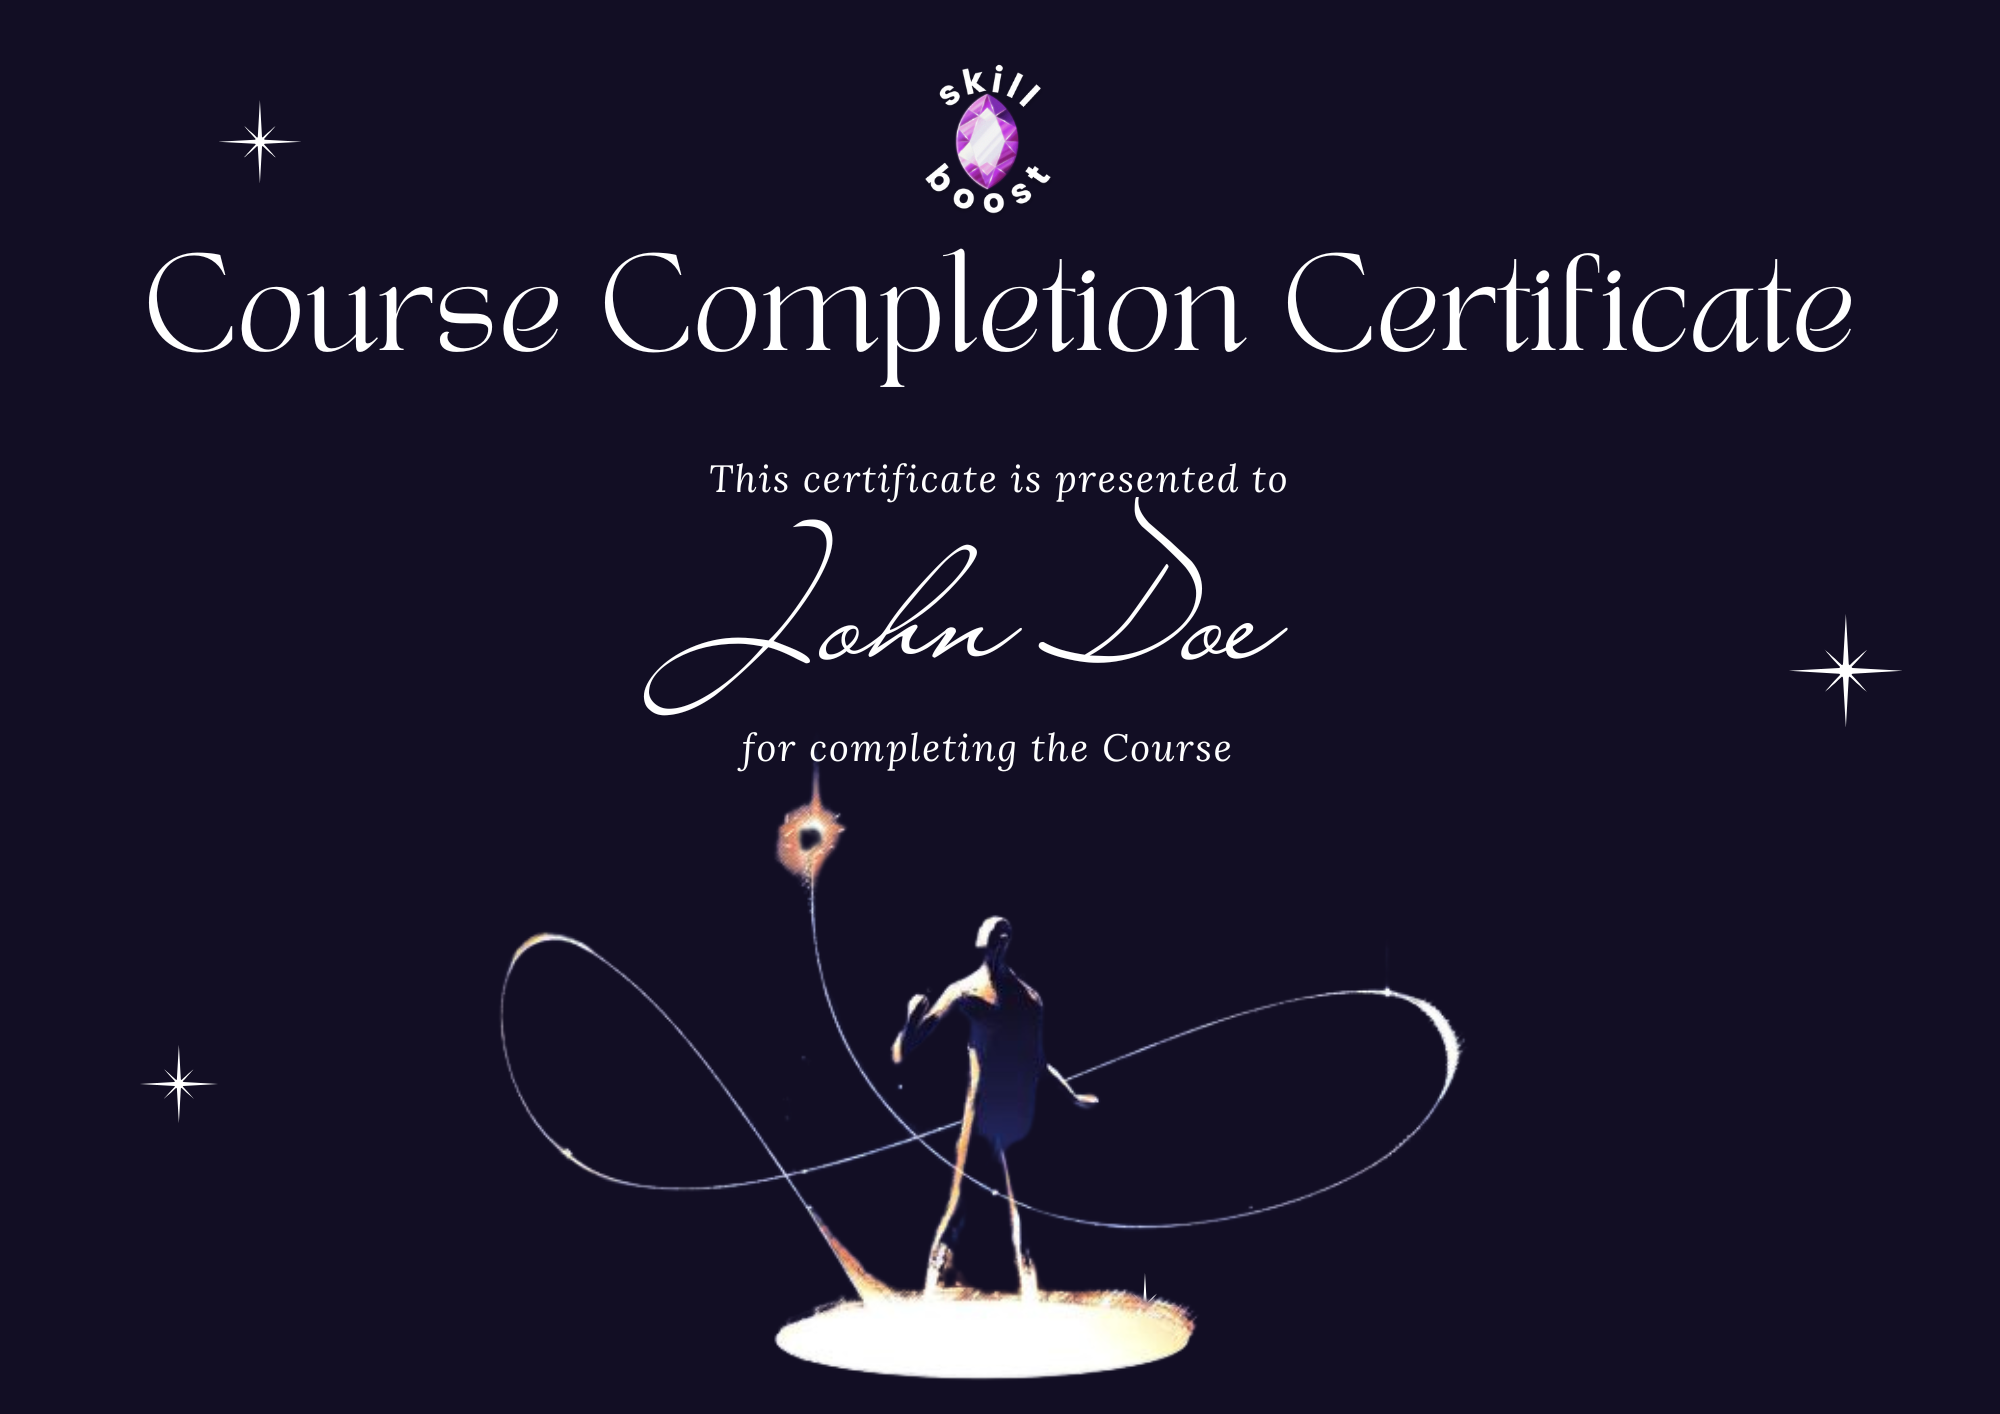 skill
boost
Course Completion Certificate
This certificate is presented to
John Doe
for completing the Course